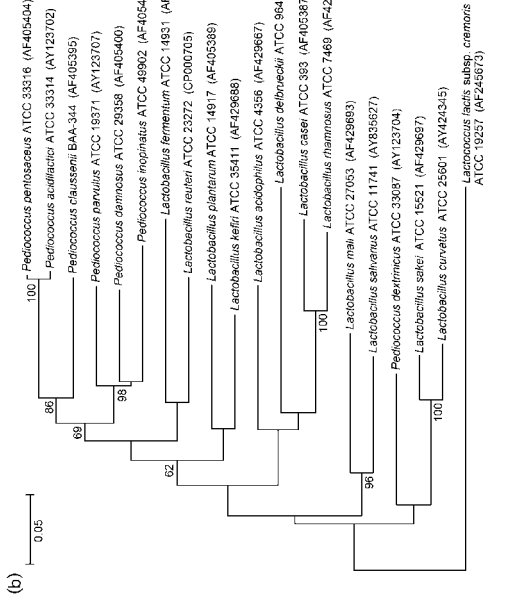 (b)
0.05
Pediococcus pentosaceus ATCC 33316 (AF405404)
Pediococcus acidilactici ATCC 33314 (AY123702)
Pediococcus claussenii BAA-344 (AF405395)
Pediococcus parvulus ATCC 19371 (AY123707)
Pediococcus damnosus ATCC 29358 (AF405400)
Pediococcus inopinatus ATCC 49902 (AF4054
Lactobacillus fermentum ATCC 14931 (
Lactobacillus reuteri ATCC 23272 (CP000705)
Lactobacillus plantarum ATCC 14917 (AF405389)
Lactobacillus kefiri ATCC 35411 (AF429688)
Lactobacillus acidophilus ATCC 4356 (AF429667)
Lactobacillus delbrueckii ATCC 964
Lactobacillus casei ATCC 393 (AF405387
Lactobacillus rhamnosus ATCC 7469 (AF42
Lactobacillus mali ATCC 27053 (AF429693)
Lactobacillus salivarius ATCC 11741 (AY835627)
Pediococcus dextrinicus ATCC 33087 (AY123704)
Lactobacillus sakei ATCC 15521 (AF429697)
Lactobacillus curvatus ATCC 25601 (AY424345)
Lactococcus lactis subsp. cremoris
ATCC 19257 (AF245673)
100
86
69
98
62
100
96
100